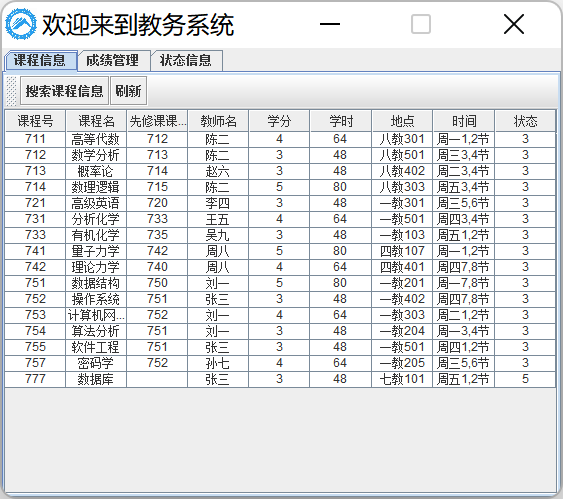 欢迎来到教务系统
课程信息 成绩管理 状态信息
搜索课程信息 刷新
课程号 课程名 先修课课... 教师名 学分 学时 地点 时间 状态
711 高等代数 712 陈二 4 64 八教301 周一1,2节 3
712 数学分析 713 陈二 3 48 八教501 周三3,4节 3
713 概率论 714 赵六 3 48 八教402 周二3,4节 3
714 数理逻辑 715 陈二 5 80 八教303 周五3,4节 3
721 高级英语 720 李四 3 48 一教301 周三5,6节 3
731 分析化学 733 王五 4 64 一教501 周四3,4节 3
733 有机化学 735 吴九 3 48 一教103 周五1,2节 3
741 量子力学 742 周八 5 80 四教107 周一1,2节 3
742 理论力学 740 周八 4 64 四教401 周四7,8节 3
751 数据结构 750 刘一 5 80 一教201 周一7,8节 3
752 操作系统 751 张三 3 48 一教402 周四7,8节 3
753 计算机网... 752 刘一 4 64 一教303 周二1,2节 3
754 算法分析 751 刘一 3 48 一教204 周一3,4节 3
755 软件工程 751 张三 3 48 一教501 周四1,2节 3
757 密码学 752 孙七 4 64 一教205 周三5,6节 3
777 数据库 张三 3 48 七教101 周五1,2节 5